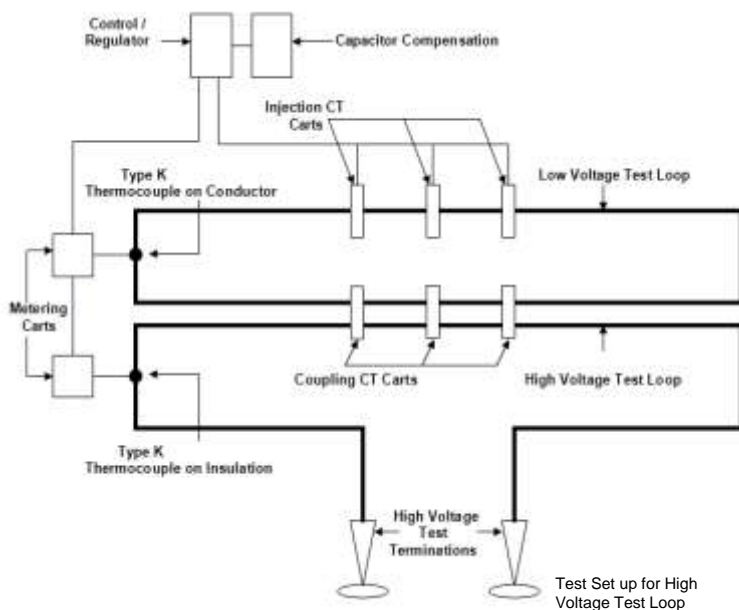 Control /
Regulator
Capacitor Compensation
Injection CT
Carts
Type K
Thermocouple on Conductor
Low Voltage Test Loop
Metering
Carts
Coupling CT Carts
High Voltage Test Loop
Type K
Thermocouple on Insulation
High Voltage
Test
Terminations
Test Set up for High
Voltage Test Loop